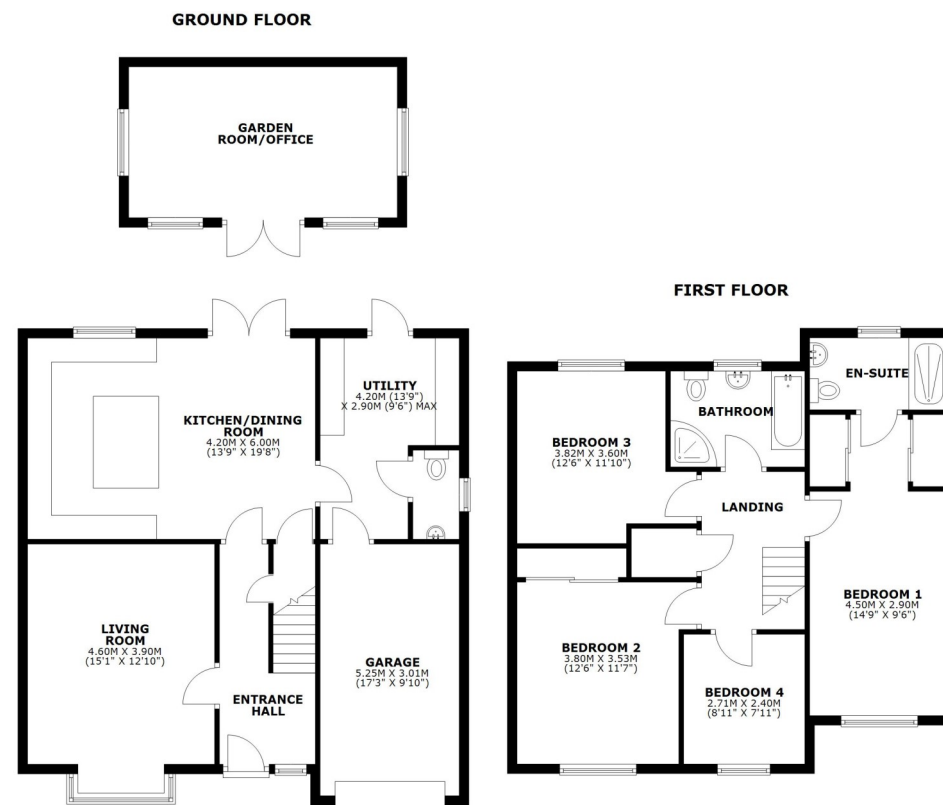 GROUND FLOOR
GARDEN
ROOM/OFFICE
KITCHEN/DINING
ROOM
4.20M X 6.00M
(13'9" X 19'8")
UTILITY
4.20M (13'9")
X 2.90M (9'6") MAX
LIVING
ROOM
4.60M X 3.90M
(15'1" X 12'10")
ENTRANCE
HALL
GARAGE
5.25M X 3.01M
(17'3" X 9'10")
FIRST FLOOR
EN-SUITE
BATHROOM
BEDROOM 3
3.82M X 3.60M
(12'6" X 11'10")
LANDING
BEDROOM 1
4.50M X 2.90M
(14'9" X 9'6")
BEDROOM 2
3.80M X 3.53M
(12'6" X 11'7")
BEDROOM 4
2.71M X 2.40M
(8'11" X 7'11")